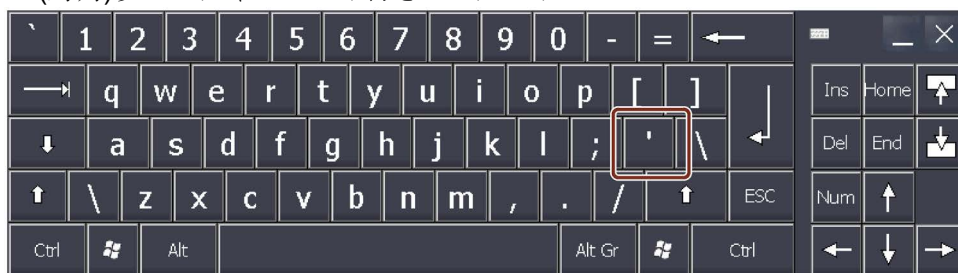 ` 1 2 3 4 5 6 7 8 9 0 - =
q w e r t y u i o p [ ] Ins Home
a s d f g h j k l ; ' \ Del End
\ z x c v b n m , . / ESC Num
Ctrl Alt Alt Gr Ctrl